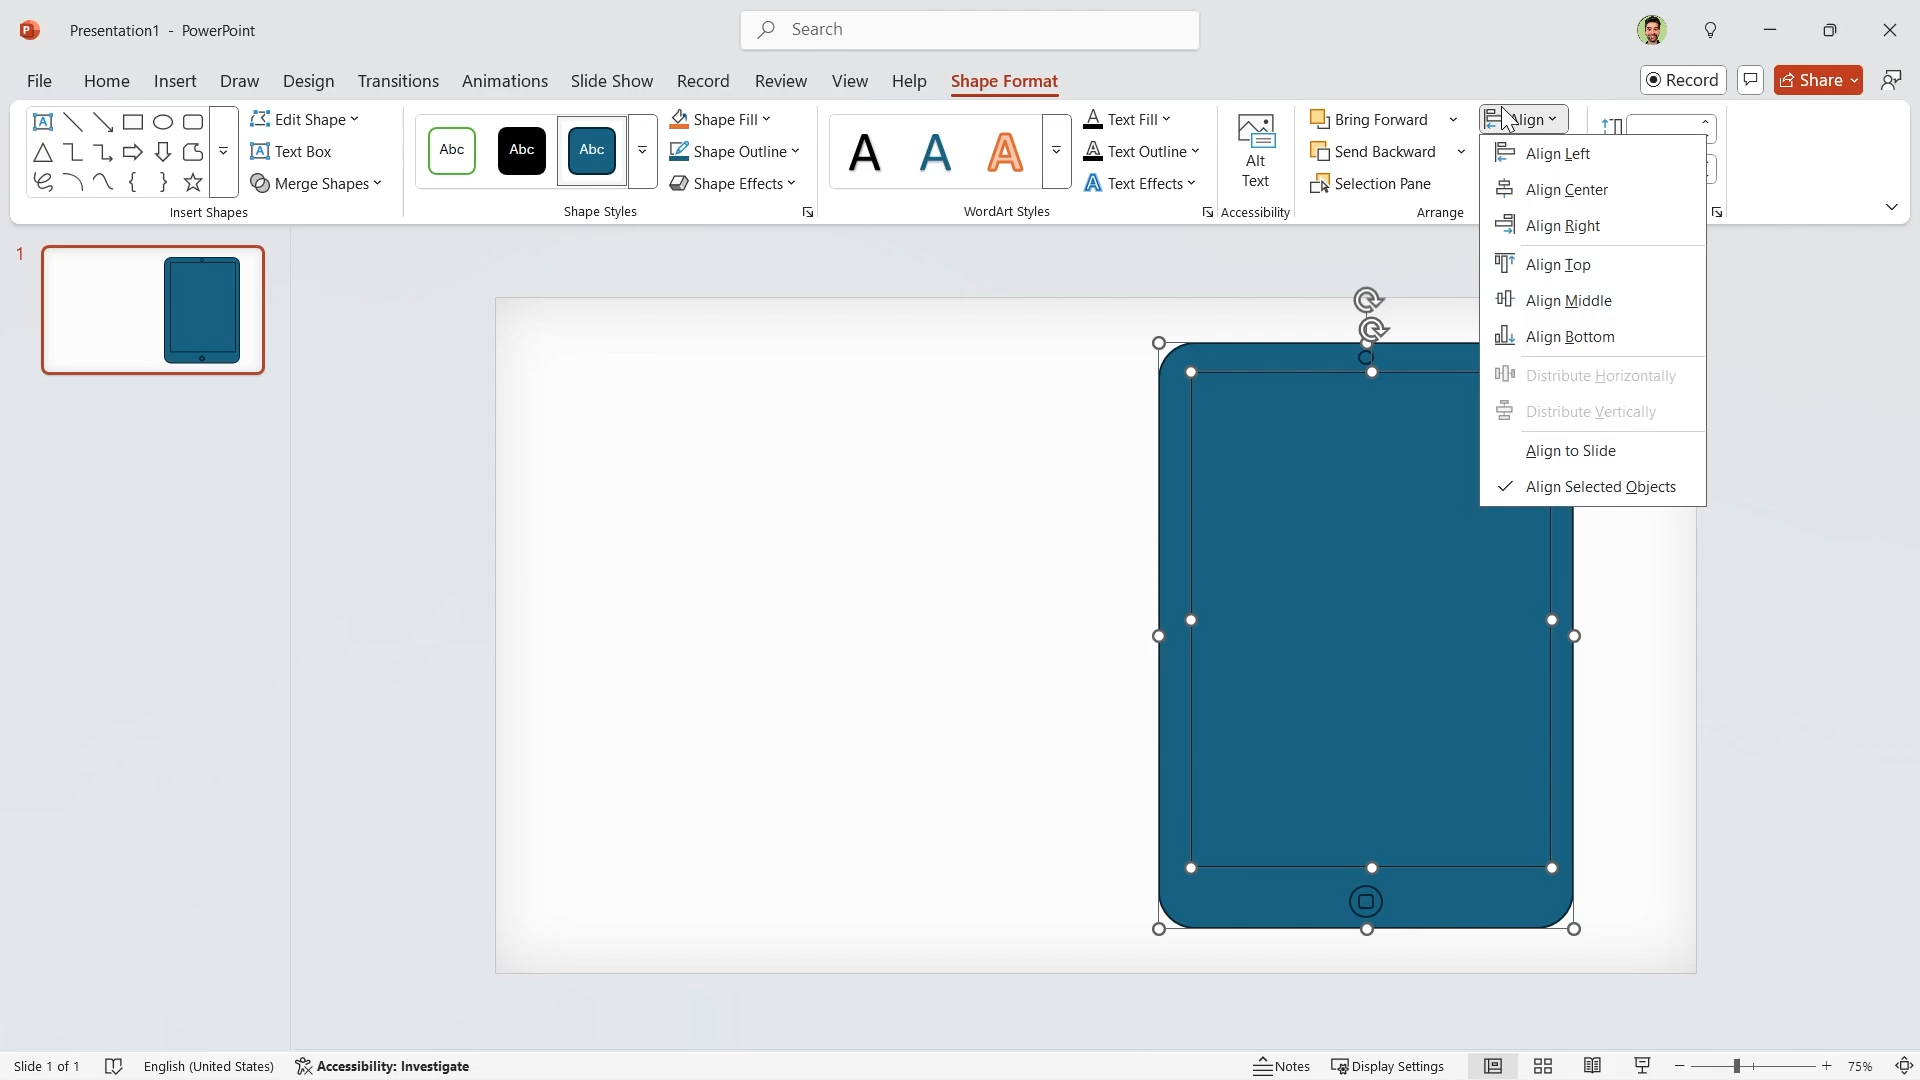 Presentation1 - PowerPoint
Search
File
Home
Insert
Draw
Design
Transitions
Animations
Slide Show
Record
Review
View
Help
Shape Format
Record
Share
Edit Shape
Text Box
Merge Shapes
Insert Shapes
Abc
Abc
Abc
Shape Fill
Shape Outline
Shape Effects
Shape Styles
A
A
A
Text Fill
Text Outline
Text Effects
WordArt Styles
Alt
Text
Accessibility
Bring Forward
Send Backward
Selection Pane
Arrange
Align
Align Left
Align Center
Align Right
Align Top
Align Middle
Align Bottom
Distribute Horizontally
Distribute Vertically
Align to Slide
Align Selected Objects
1
Slide 1 of 1
English (United States)
Accessibility: Investigate
Notes
Display Settings
75%